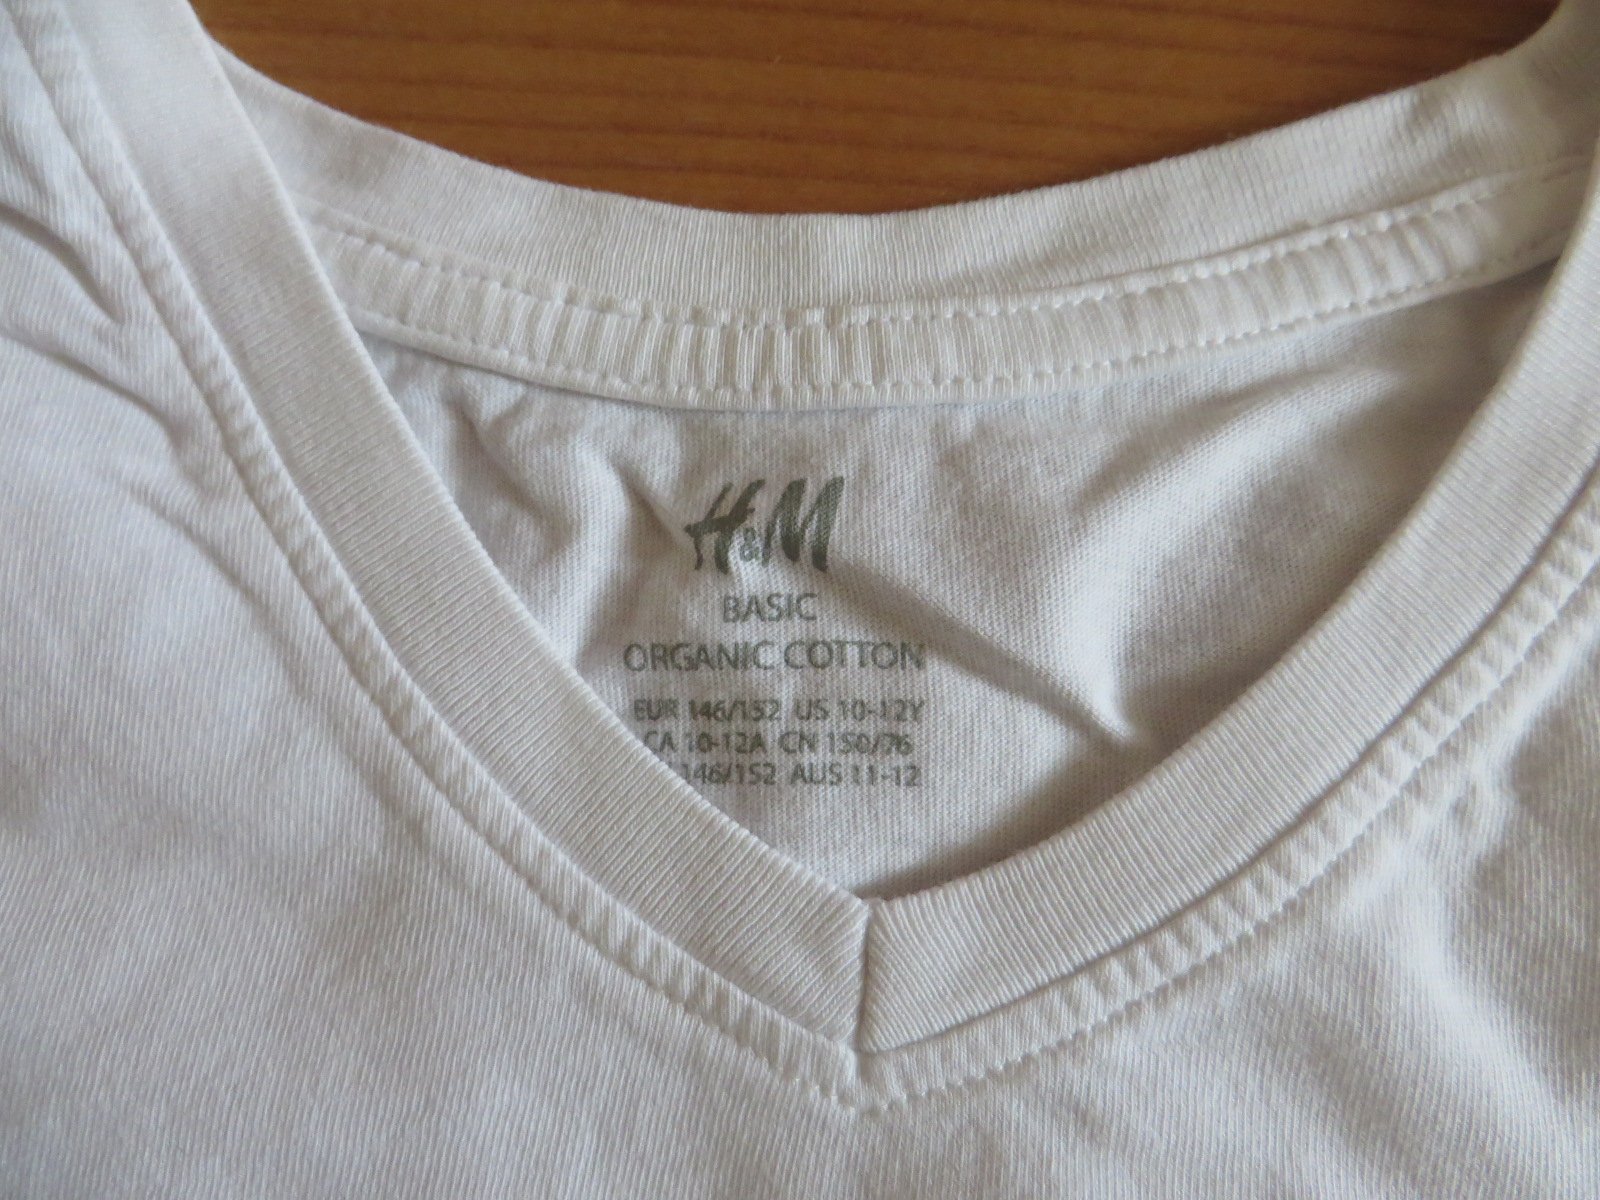 H&M
BASIC
ORGANIC COTTON
EUR 146/152 US 10-12Y
CA 10-12A CN 150/76
146/152 AUS 11-12